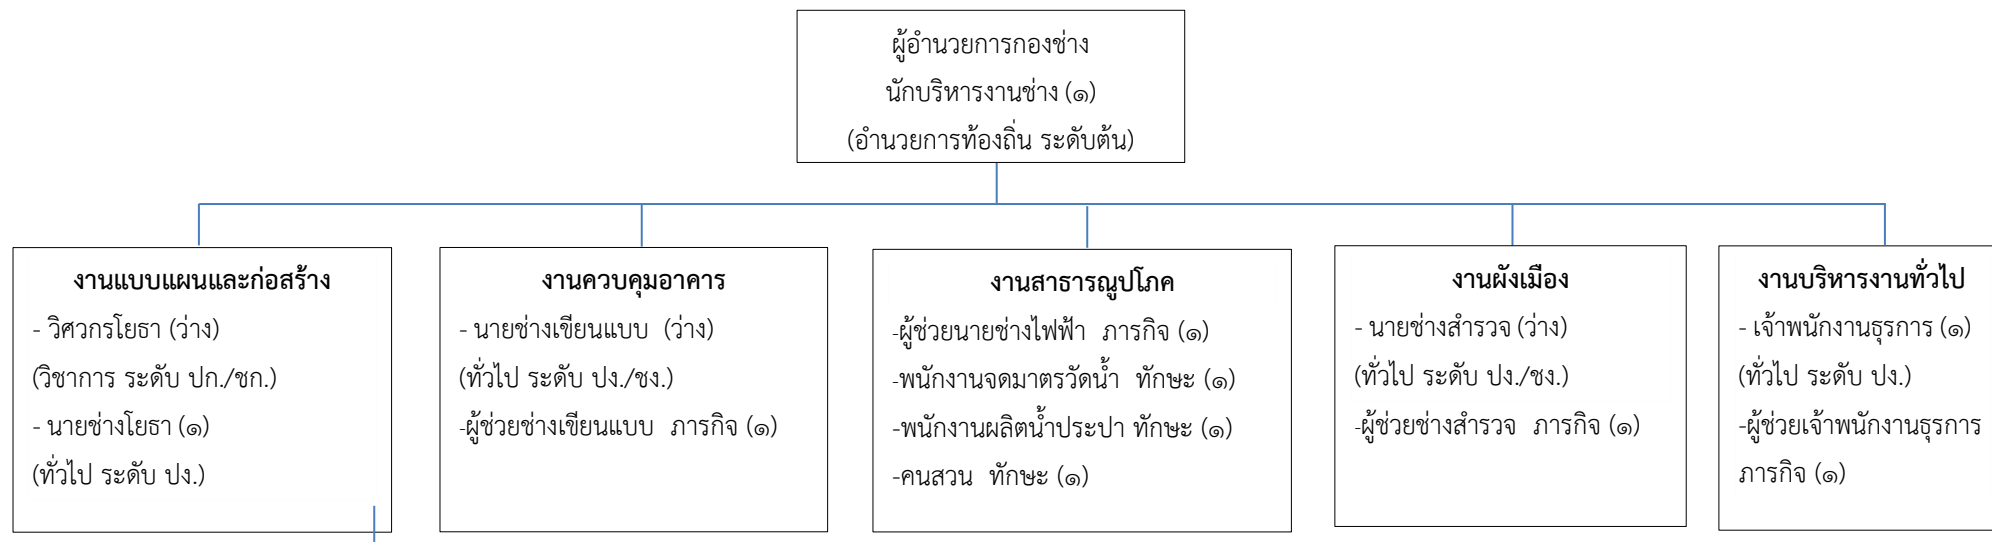 ผู้อำนวยการกองช่าง
นักบริหารงานช่าง (๑)
(อำนวยการท้องถิ่น ระดับต้น)
งานแบบแผนและก่อสร้าง
- วิศวกรโยธา (ว่าง)
(วิชาการ ระดับ ปก./ชก.)
- นายช่างโยธา (๑)
(ทั่วไป ระดับ ปง.)
งานควบคุมอาคาร
- นายช่างเขียนแบบ (ว่าง)
(ทั่วไป ระดับ ปง./ชง.)
-ผู้ช่วยช่างเขียนแบบ ภารกิจ (๑)
งานสาธารณูปโภค
-ผู้ช่วยนายช่างไฟฟ้า ภารกิจ (๑)
-พนักงานจดมาตรวัดน้ำ ทักษะ (๑)
-พนักงานผลิตน้ำประปา ทักษะ (๑)
-คนสวน ทักษะ (๑)
งานผังเมือง
- นายช่างสำรวจ (ว่าง)
(ทั่วไป ระดับ ปง./ชง.)
-ผู้ช่วยช่างสำรวจ ภารกิจ (๑)
งานบริหารงานทั่วไป
- เจ้าพนักงานธุรการ (๑)
(ทั่วไป ระดับ ปง.)
-ผู้ช่วยเจ้าพนักงานธุรการ
ภารกิจ (๑)